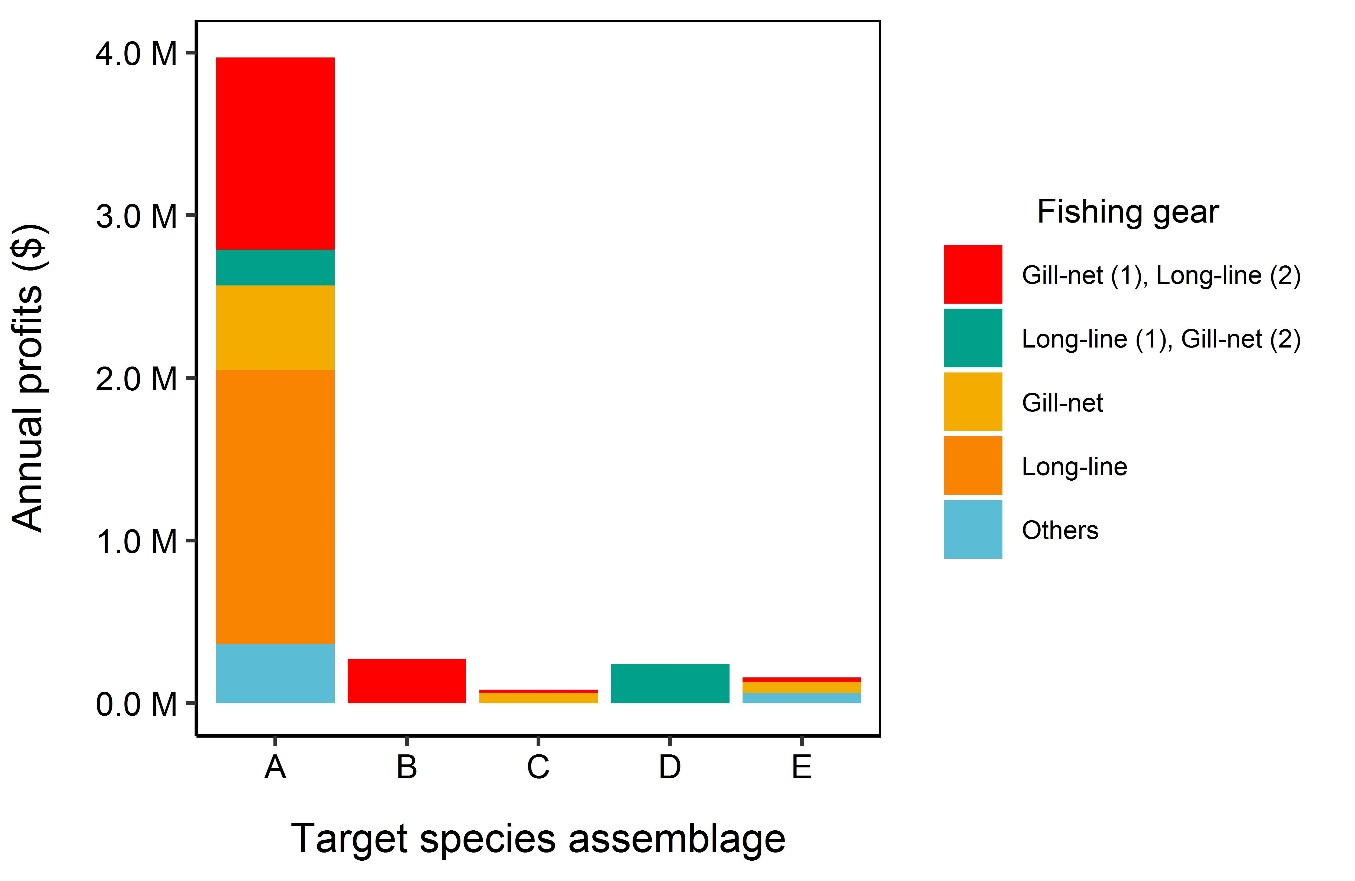 Annual profits ($)
4.0 M
3.0 M
2.0 M
1.0 M
0.0 M
A B C D E
Target species assemblage
Fishing gear
Gill-net (1), Long-line (2)
Long-line (1), Gill-net (2)
Gill-net
Long-line
Others